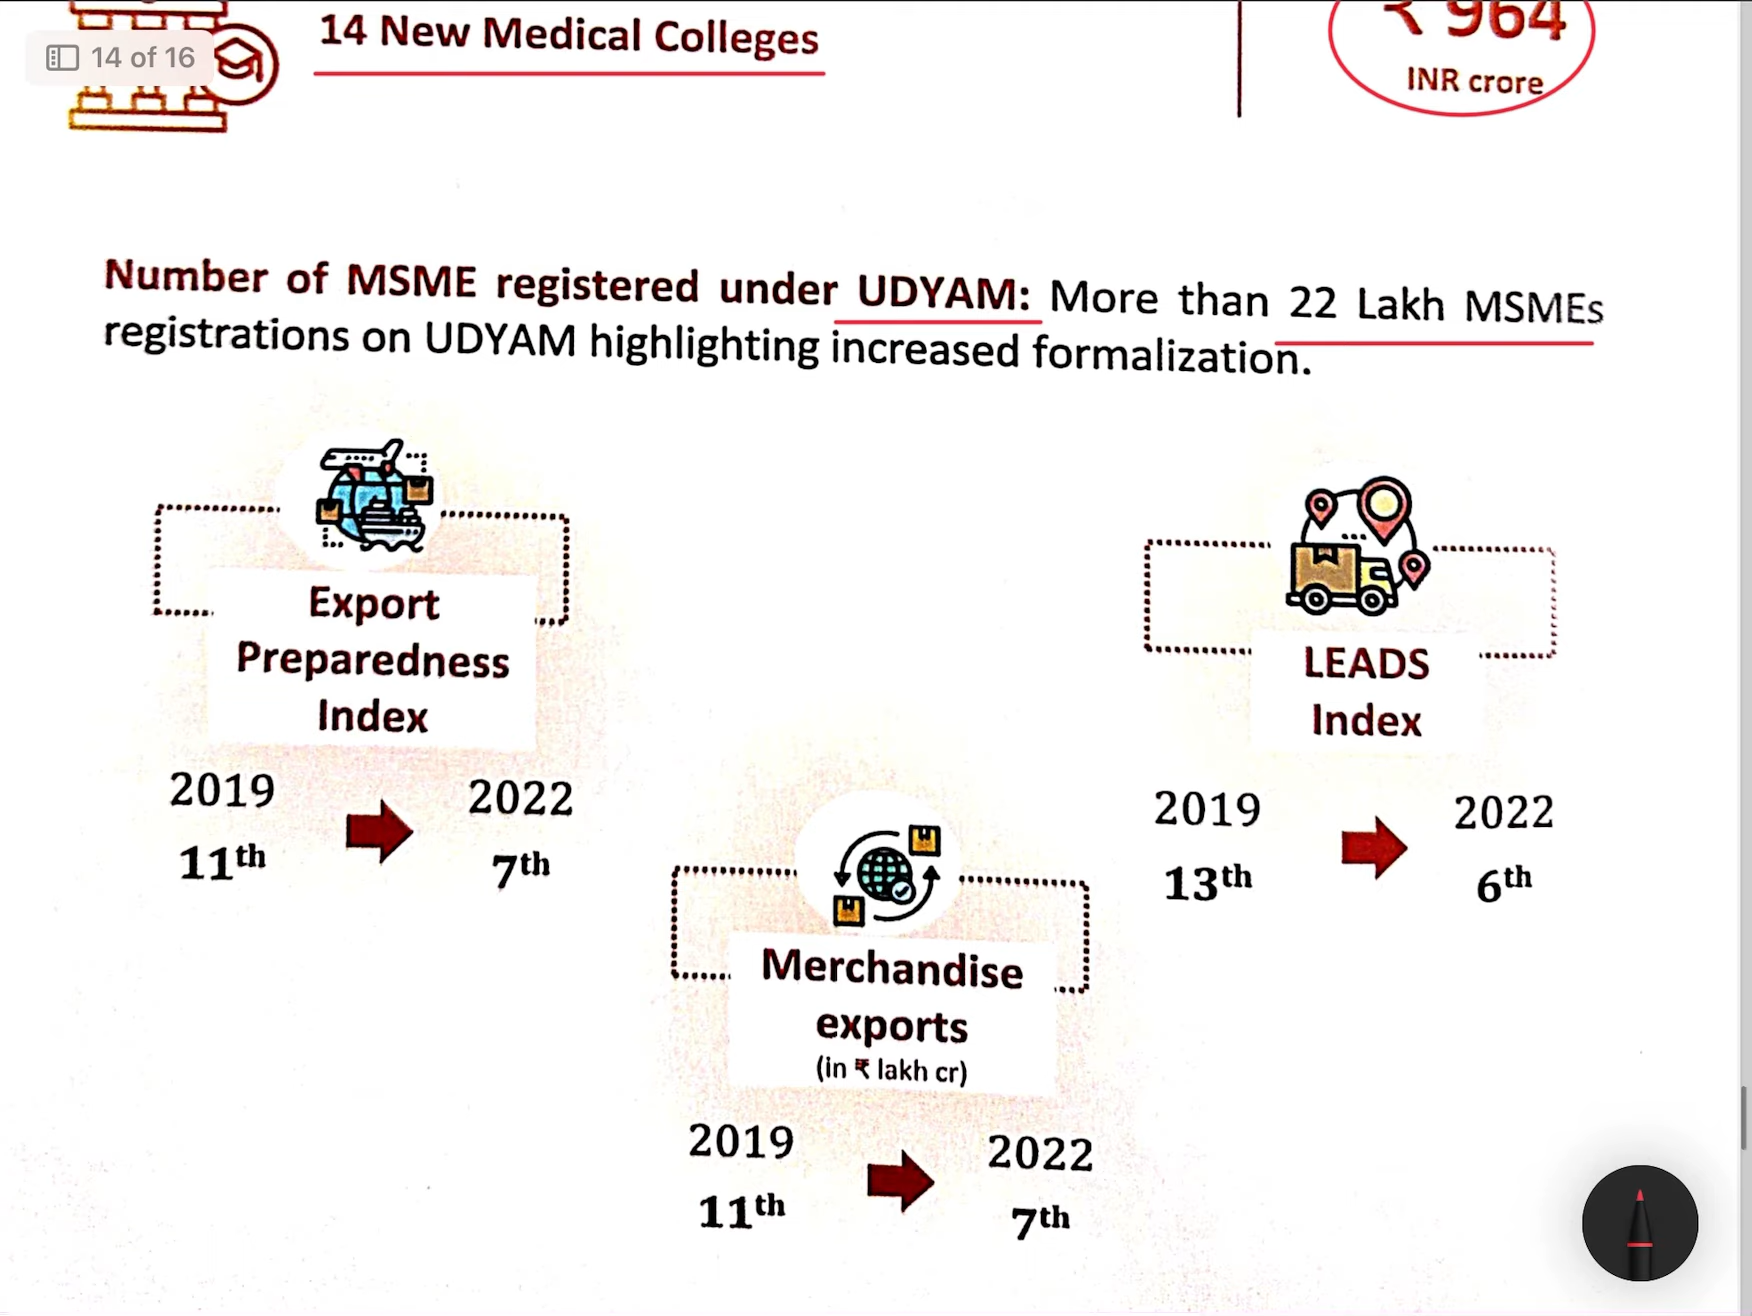 14 of 16
14 New Medical Colleges
₹ 964
INR crore
Number of MSME registered under UDYAM: More than 22 Lakh MSMEs
registrations on UDYAM highlighting increased formalization.
Export
Preparedness
Index
2019
2022
11th
7th
LEADS
Index
2019
2022
13th
6th
Merchandise
exports
(in ₹ lakh cr)
2019
2022
11th
7th